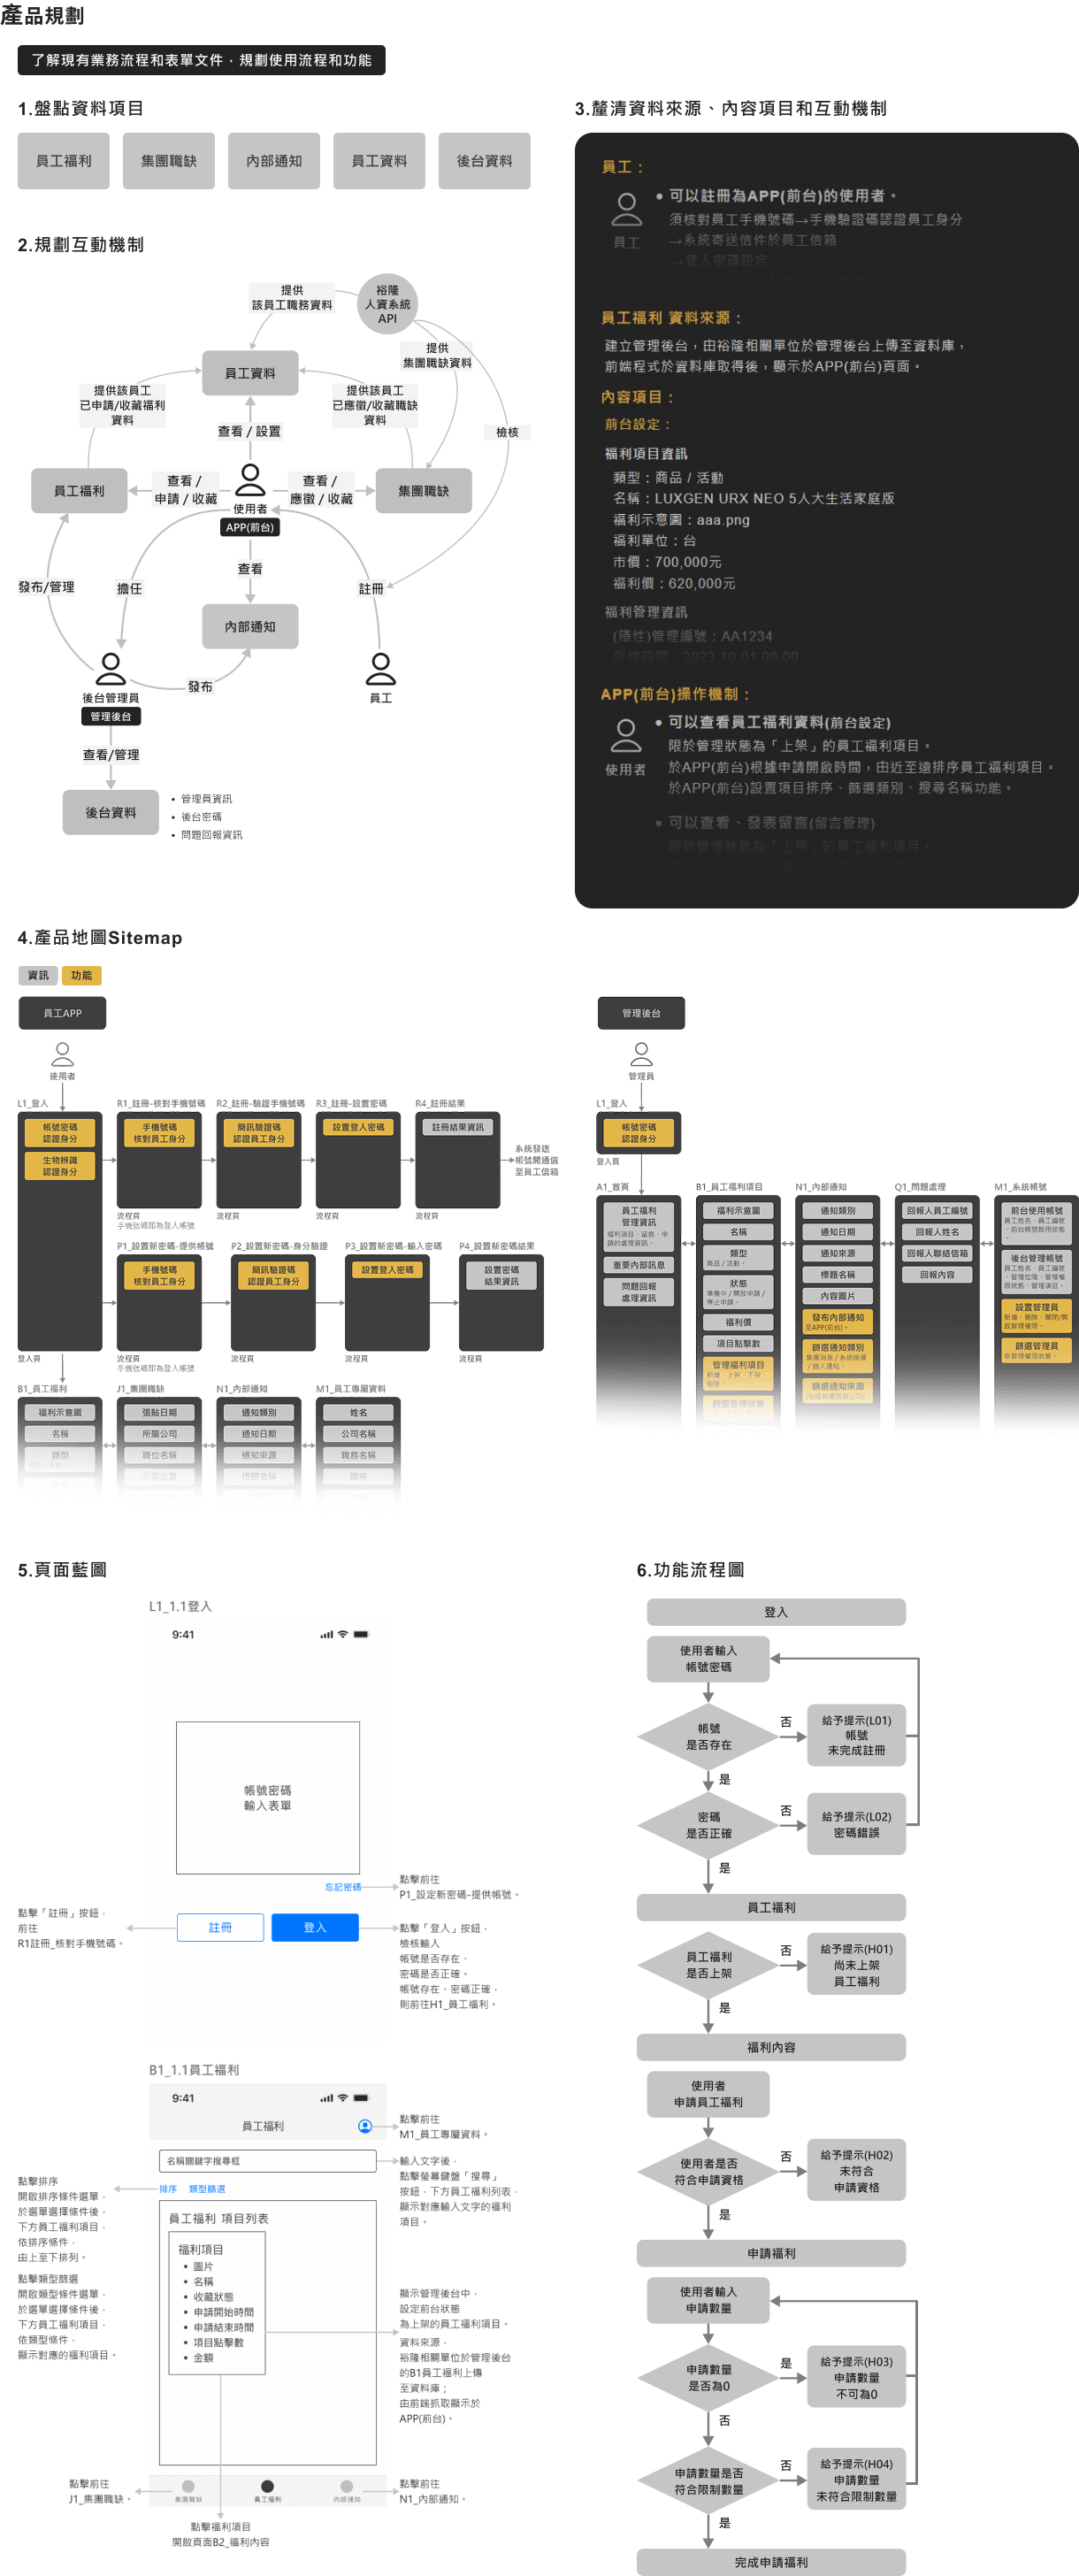 產品規劃
了解現有業務流程和表單文件，規劃使用流程和功能
1.盤點資料項目
員工福利
集團職缺
內部通知
員工資料
後台資料
2.規劃互動機制
提供
該員工職務資料
裕隆
人資系統
API
提供
集團職缺資料
員工資料
提供該員工
已申請/收藏福利
資料
提供該員工
已應徵/收藏職缺
資料
檢核
查看 / 設置
員工福利
查看 /
申請 / 收藏
使用者
APP(前台)
查看 /
應徵 / 收藏
集團職缺
查看
發布/管理
擔任
註冊
內部通知
後台管理員
管理後台
發布
員工
查看/管理
後台資料
• 管理員資訊
• 後台密碼
• 問題回報資訊
3.釐清資料來源、內容項目和互動機制
員工：
員工
• 可以註冊為APP(前台)的使用者。
須核對員工手機號碼→手機驗證碼認證員工身分
→系統寄送信件於員工信箱
→登入密碼設定
員工福利 資料來源：
建立管理後台，由裕隆相關單位於管理後台上傳至資料庫，
前端程式於資料庫取得後，顯示於APP(前台)頁面。
內容項目：
前台設定：
福利項目資訊
類型：商品 / 活動
名稱：LUXGEN URX NEO 5人大生活家庭版
福利示意圖：aaa.png
福利單位：台
市價：700,000元
福利價：620,000元
福利管理資訊
(隱性)管理編號：AA1234
新增時間：2023.10.01 00:00
APP(前台)操作機制：
使用者
• 可以查看員工福利資料(前台設定)
限於管理狀態為「上架」的員工福利項目。
於APP(前台)根據申請開啟時間，由近至遠排序員工福利項目。
於APP(前台)設置項目排序、篩選類別、搜尋名稱功能。
• 可以查看、發表留言(留言管理)
限於管理狀態為「上架」的員工福利項目。
4.產品地圖Sitemap
資訊
功能
員工APP
使用者
L1_登入
帳號密碼
認證身分
生物辨識
認證身分
登入頁
R1_註冊-核對手機號碼
手機號碼
核對員工身分
流程頁
手機號碼即為登入帳號
R2_註冊-驗證手機號碼
簡訊驗證碼
認證員工身分
流程頁
R3_註冊-設置密碼
設置登入密碼
流程頁
R4_註冊結果
註冊結果資訊
流程頁
系統發送
帳號開通信
至員工信箱
P1_設置新密碼-提供帳號
手機號碼
核對員工身分
流程頁
手機號碼即為登入帳號
P2_設置新密碼-身分驗證
簡訊驗證碼
認證員工身分
流程頁
P3_設置新密碼-輸入密碼
設置登入密碼
流程頁
P4_設置新密碼結果
設置密碼
結果資訊
流程頁
B1_員工福利
福利示意圖
名稱
類型
J1_集團職缺
張貼日期
所屬公司
職位名稱
公司位置
N1_內部通知
通知類別
通知日期
通知來源
標題名稱
M1_員工專屬資料
姓名
公司名稱
職務名稱
職等
管理後台
管理員
L1_登入
帳號密碼
認證身分
登入頁
A1_首頁
員工福利
管理資訊
福利項目、留言、申
請的處理資訊。
重要內部訊息
問題回報
處理資訊
B1_員工福利項目
福利示意圖
名稱
類型
商品 / 活動。
狀態
準備中 / 開放申請 /
停止申請。
福利價
項目點擊數
管理福利項目
新增、上架、下架、
刪除。
篩選管理狀態
N1_內部通知
通知類別
通知日期
通知來源
標題名稱
內容圖片
發布內部通知
至APP(前台)。
篩選通知類別
集團消息 / 系統維運
/ 個人通知。
篩選通知來源
Q1_問題處理
回報人員工編號
回報人姓名
回報人聯絡信箱
回報內容
M1_系統帳號
前台使用帳號
員工姓名、員工編號
、前台帳號啟用狀態
。
後台管理帳號
員工姓名、員工編號
、管理位階、管理權
限狀態、管理項目。
設置管理員
新增、刪除、關閉/開
啟管理權限。
篩選管理員
依管理權限狀態。
5.頁面藍圖
L1_1.1登入
9:41
帳號密碼
輸入表單
忘記密碼
註冊
登入
點擊「註冊」按鈕，
前往
R1註冊_核對手機號碼。
點擊前往
P1_設定新密碼-提供帳號。
點擊「登入」按鈕，
檢核輸入
帳號是否存在、
密碼是否正確。
帳號存在、密碼正確，
則前往H1_員工福利。
B1_1.1員工福利
9:41
員工福利
名稱關鍵字搜尋框
排序
類型篩選
員工福利 項目列表
福利項目
• 圖片
• 名稱
• 收藏狀態
• 申請開始時間
• 申請結束時間
• 項目點擊數
• 金額
集團職缺
員工福利
內部通知
點擊排序
開啟排序條件選單，
於選單選擇條件後，
下方員工福利項目，
依排序條件，
由上至下排列。
點擊類型篩選
開啟類型條件選單，
於選單選擇條件後，
下方員工福利項目，
依類型條件，
顯示對應的福利項目。
點擊前往
M1_員工專屬資料。
輸入文字後，
點擊螢幕鍵盤「搜尋」
按鈕，下方員工福利列表，
顯示對應輸入文字的福利
項目。
顯示管理後台中，
設定前台狀態
為上架的員工福利項目。
資料來源，
裕隆相關單位於管理後台
的B1員工福利上傳
至資料庫；
由前端抓取顯示於
APP(前台)。
點擊前往
J1_集團職缺。
點擊前往
N1_內部通知。
點擊福利項目
開啟頁面B2_福利內容
6.功能流程圖
登入
使用者輸入
帳號密碼
帳號
是否存在
否
給予提示(L01)
帳號
未完成註冊
是
密碼
是否正確
否
給予提示(L02)
密碼錯誤
是
員工福利
員工福利
是否上架
否
給予提示(H01)
尚未上架
員工福利
是
福利內容
使用者
申請員工福利
使用者是否
符合申請資格
否
給予提示(H02)
未符合
申請資格
是
申請福利
使用者輸入
申請數量
申請數量
是否為0
是
給予提示(H03)
申請數量
不可為0
否
申請數量是否
符合限制數量
否
給予提示(H04)
申請數量
未符合限制數量
是
完成申請福利